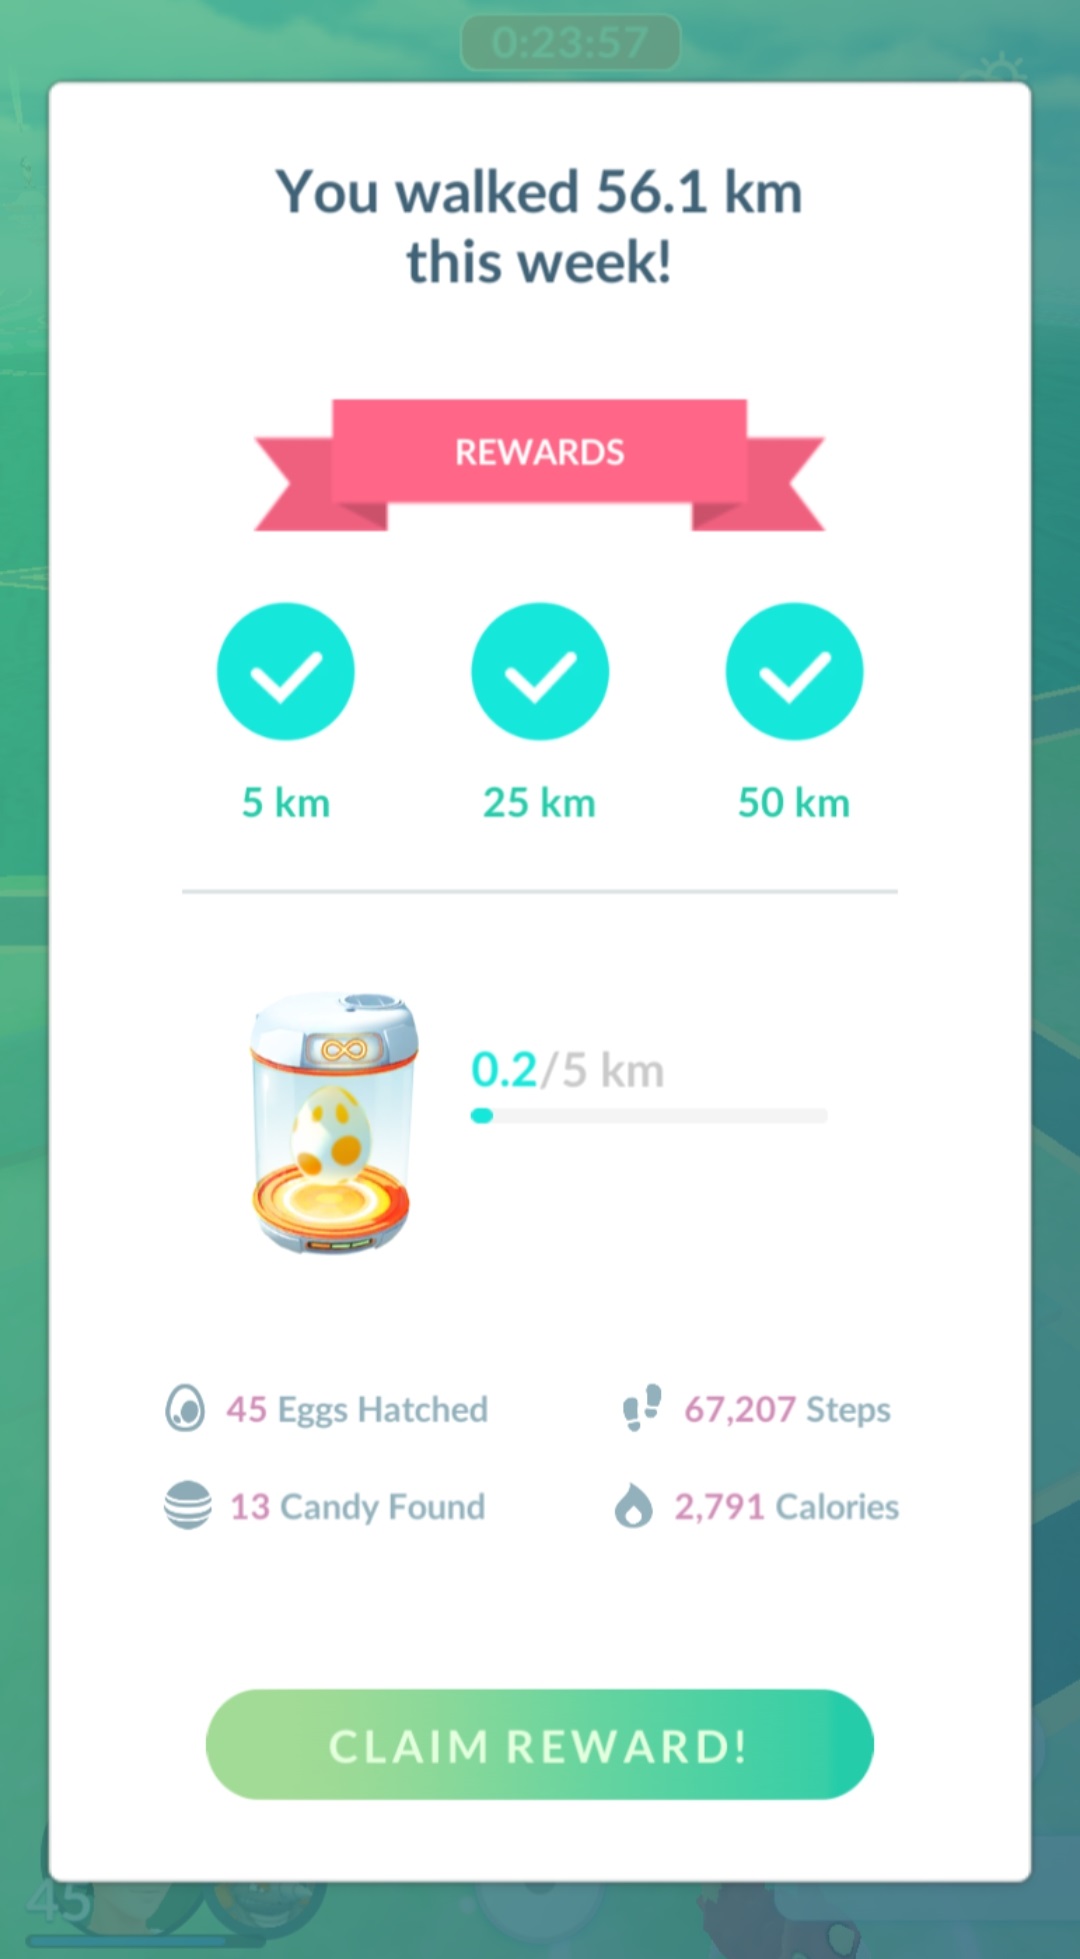 0:23:57
You walked 56.1 km
this week!
REWARDS
5 km 25 km 50 km
0.2/5 km
45 Eggs Hatched 67,207 Steps
13 Candy Found 2,791 Calories
CLAIM REWARD!
45